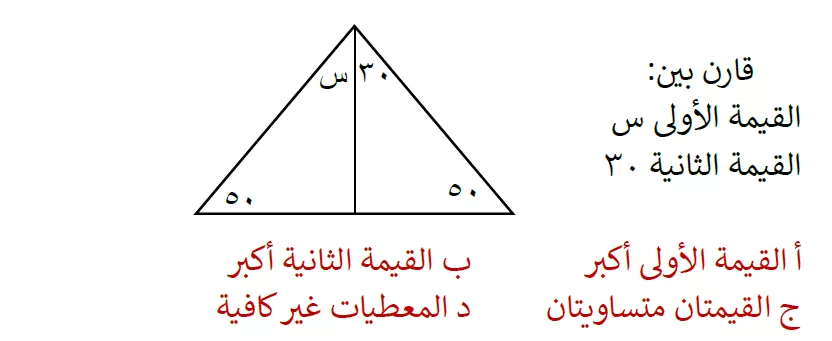 قارن بين:
القيمة الأولى س
القيمة الثانية ٣٠
س ٣٠
٥٠ ٥٠
أ القيمة الأولى أكبر ب القيمة الثانية أكبر
ج القيمتان متساويتان د المعطيات غير كافية